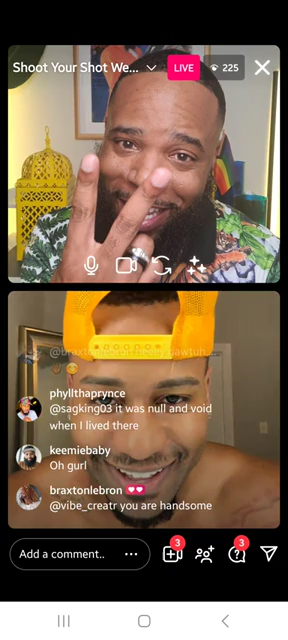 Shoot Your Shot We...
LIVE
225
phyllthaprynce
@sagking03 it was null and void
when I lived there
keemiebaby
Oh gurl
braxtonlebron
@vibe_creatr you are handsome
Add a comment..
3
3